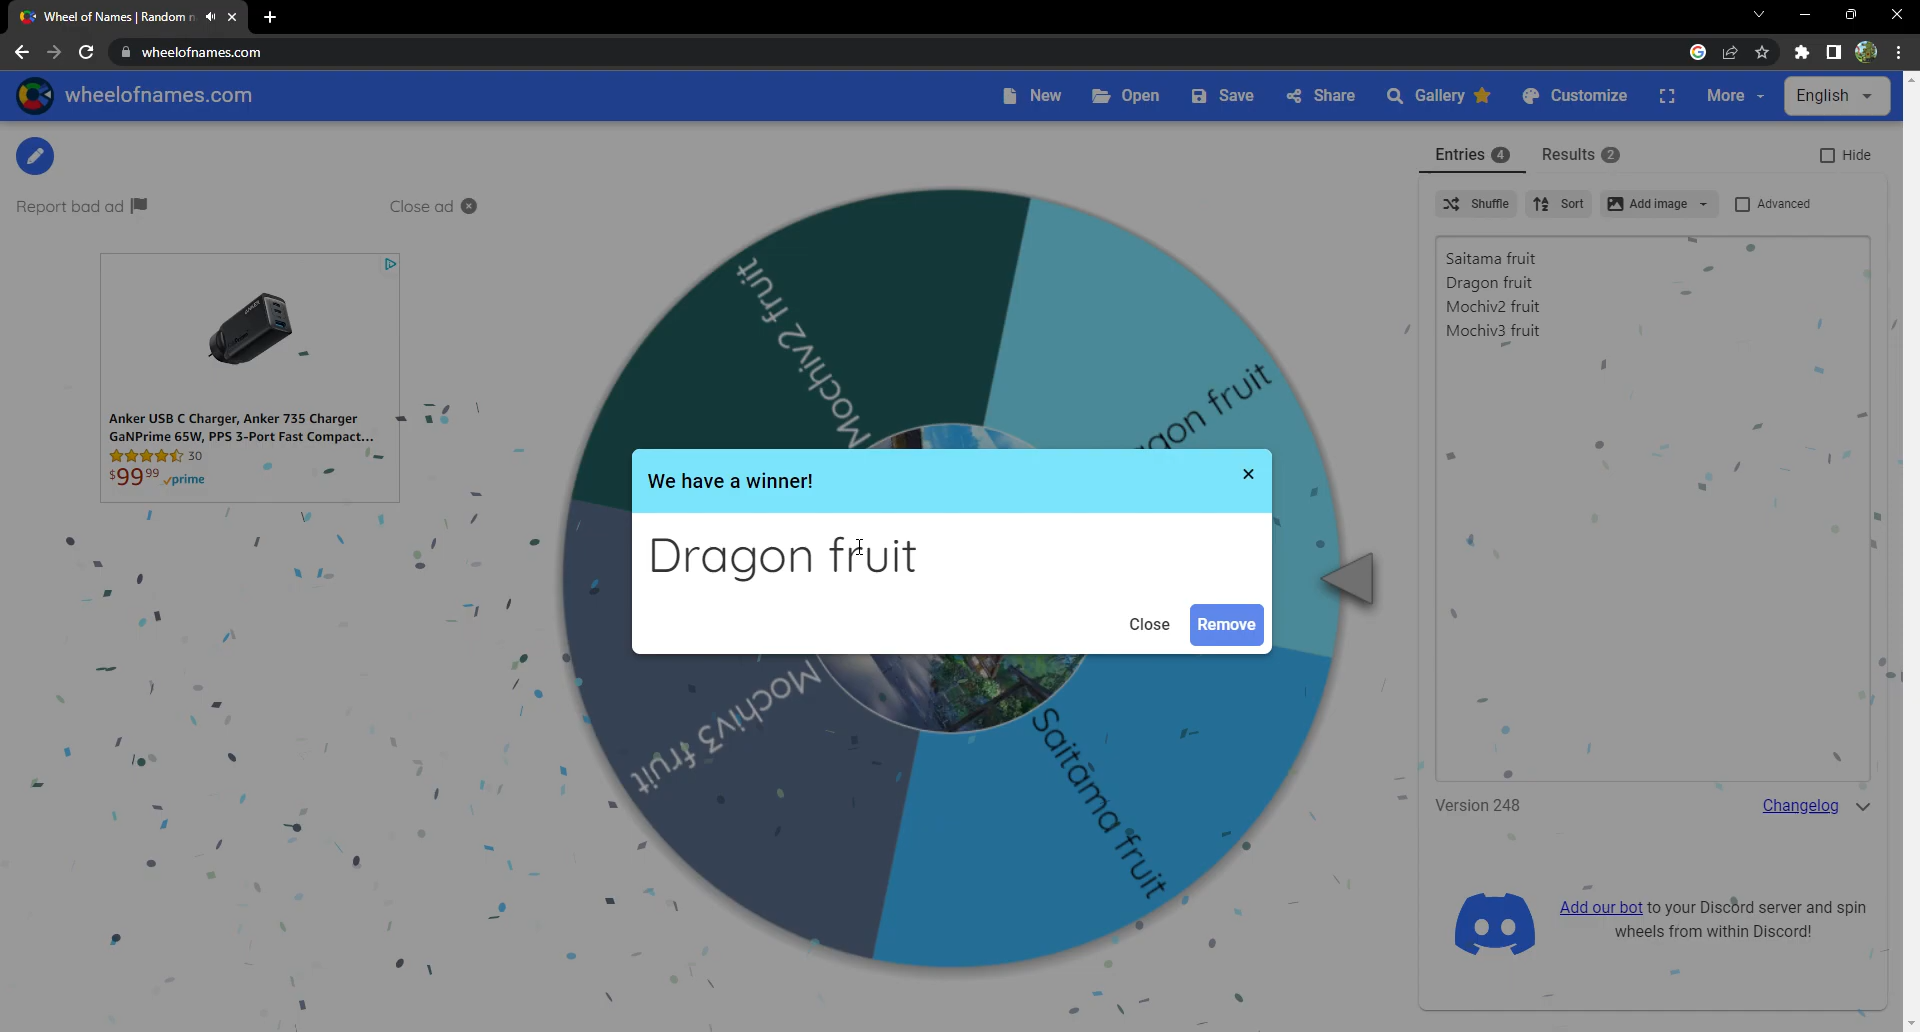 Wheel of Names | Random n
wheelofnames.com
wheelofnames.com
New
Open
Save
Share
Gallery
Customize
More
English
Report bad ad
Close ad
Entries 4
Results 2
Hide
Shuffle
Sort
Add image
Advanced
Saitama fruit
Dragon fruit
Mochiv2 fruit
Mochiv3 fruit
Anker USB C Charger, Anker 735 Charger
GaNPrime 65W, PPS 3-Port Fast Compact...
30
$99 99 prime
Mochiv2 fruit
agon fruit
We have a winner!
Dragon fruit
Close
Remove
Mochiv3 fruit
Saitama fruit
Version 248
Changelog
Add our bot to your Discord server and spin
wheels from within Discord!